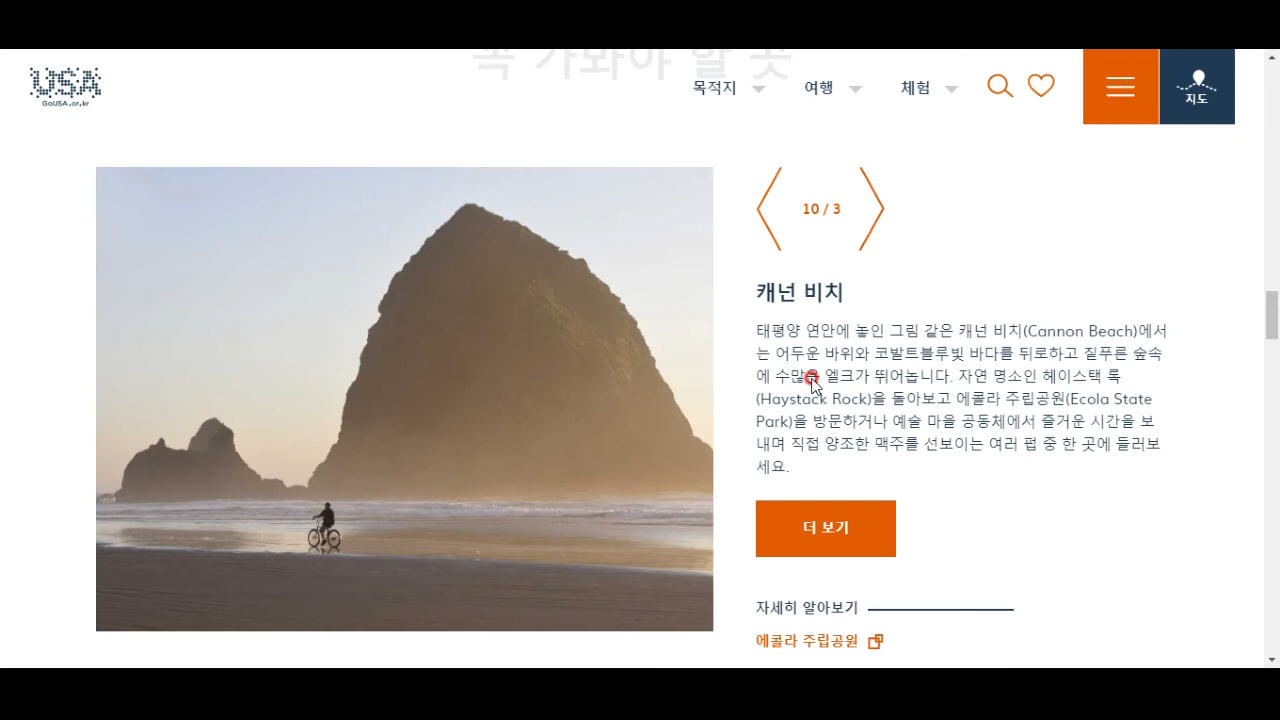 꼭 가봐야 할 곳
USA
GoUSA.or.kr
목적지
여행
체험
지도
10 / 3
캐넌 비치
태평양 연안에 놓인 그림 같은 캐넌 비치(Cannon Beach)에서
는 어두운 바위와 코발트블루빛 바다를 뒤로하고 짙푸른 숲속
에 수많은 엘크가 뛰어놉니다. 자연 명소인 헤이스택 록
(Haystack Rock)을 돌아보고 에콜라 주립공원(Ecola State
Park)을 방문하거나 예술 마을 공동체에서 즐거운 시간을 보
내며 직접 양조한 맥주를 선보이는 여러 펍 중 한 곳에 들러보
세요.
더 보기
자세히 알아보기
에콜라 주립공원